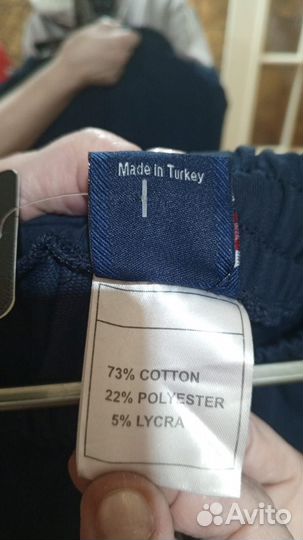 Made in Turkey
73% COTTON
22% POLYESTER
5% LYCRA
Avito